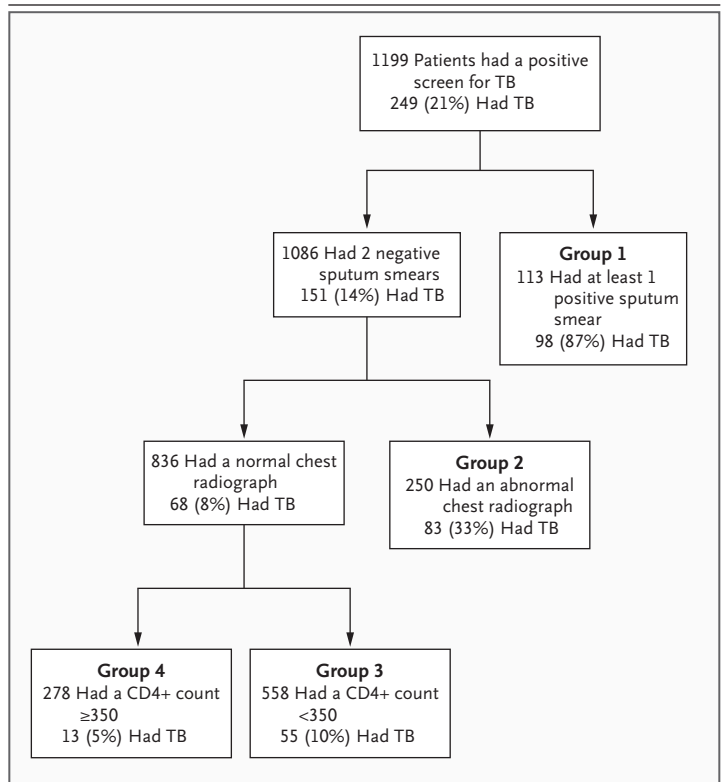 1199 Patients had a positive
screen for TB
249 (21%) Had TB
1086 Had 2 negative
sputum smears
151 (14%) Had TB
Group 1
113 Had at least 1
positive sputum
smear
98 (87%) Had TB
836 Had a normal chest
radiograph
68 (8%) Had TB
Group 2
250 Had an abnormal
chest radiograph
83 (33%) Had TB
Group 4
278 Had a CD4+ count
≥350
13 (5%) Had TB
Group 3
558 Had a CD4+ count
<350
55 (10%) Had TB